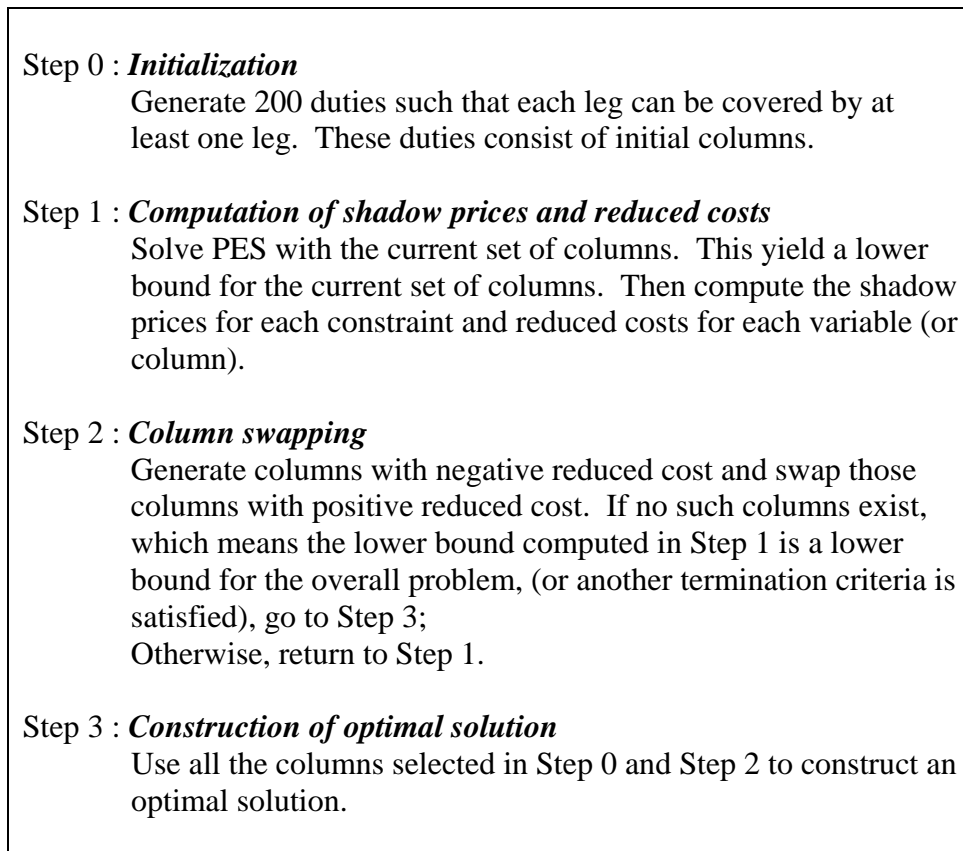 Step 0 : Initialization
Generate 200 duties such that each leg can be covered by at
least one leg. These duties consist of initial columns.
Step 1 : Computation of shadow prices and reduced costs
Solve PES with the current set of columns. This yield a lower
bound for the current set of columns. Then compute the shadow
prices for each constraint and reduced costs for each variable (or
column).
Step 2 : Column swapping
Generate columns with negative reduced cost and swap those
columns with positive reduced cost. If no such columns exist,
which means the lower bound computed in Step 1 is a lower
bound for the overall problem, (or another termination criteria is
satisfied), go to Step 3;
Otherwise, return to Step 1.
Step 3 : Construction of optimal solution
Use all the columns selected in Step 0 and Step 2 to construct an
optimal solution.